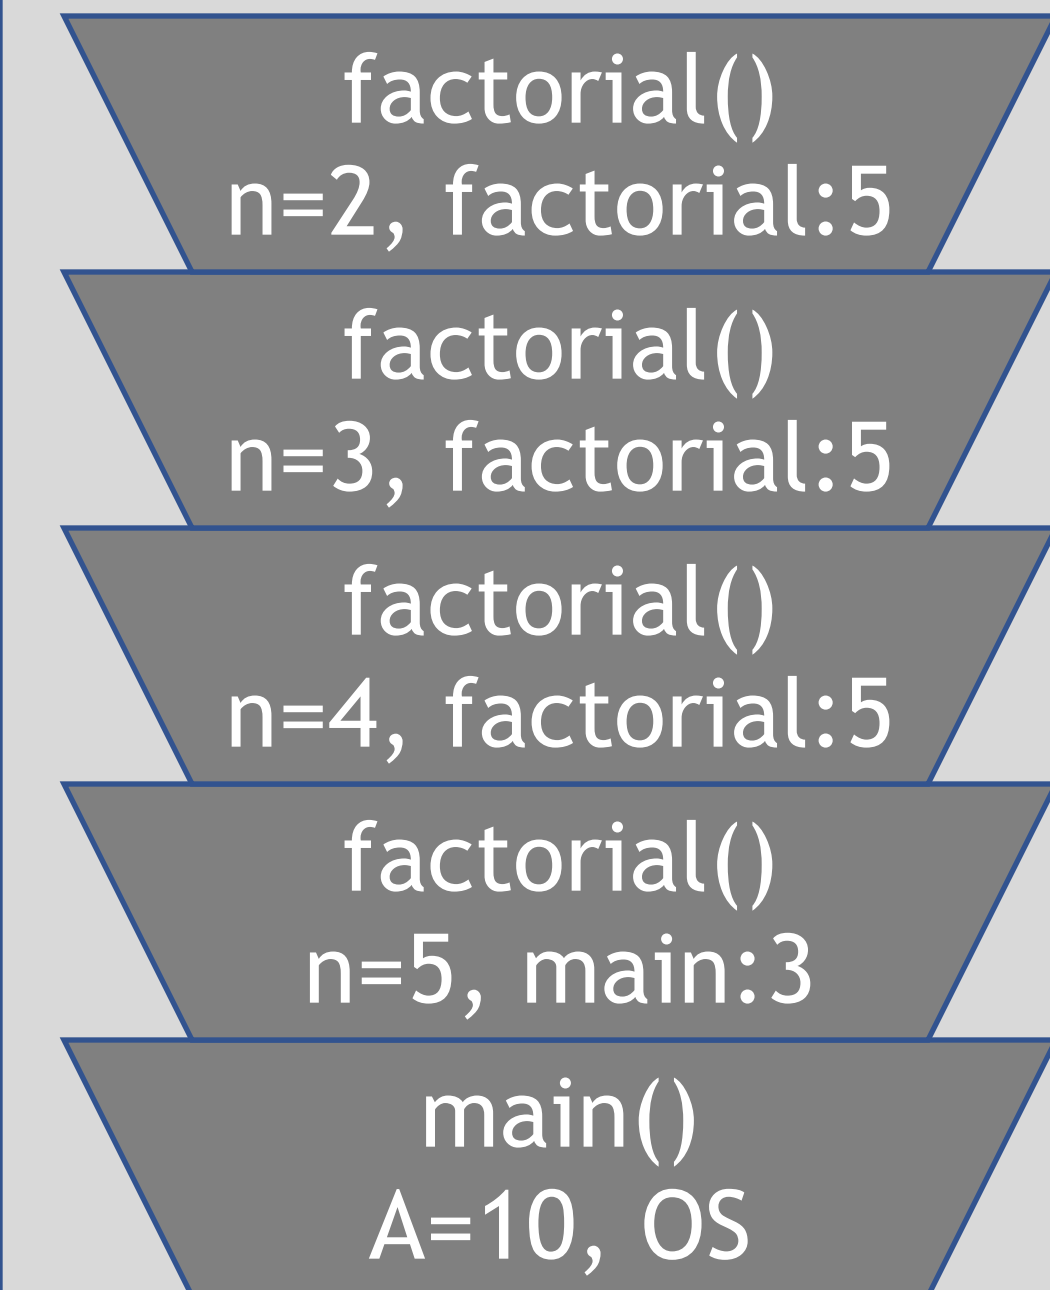 factorial()
n=2, factorial:5
factorial()
n=3, factorial:5
factorial()
n=4, factorial:5
factorial()
n=5, main:3
main()
A=10, OS